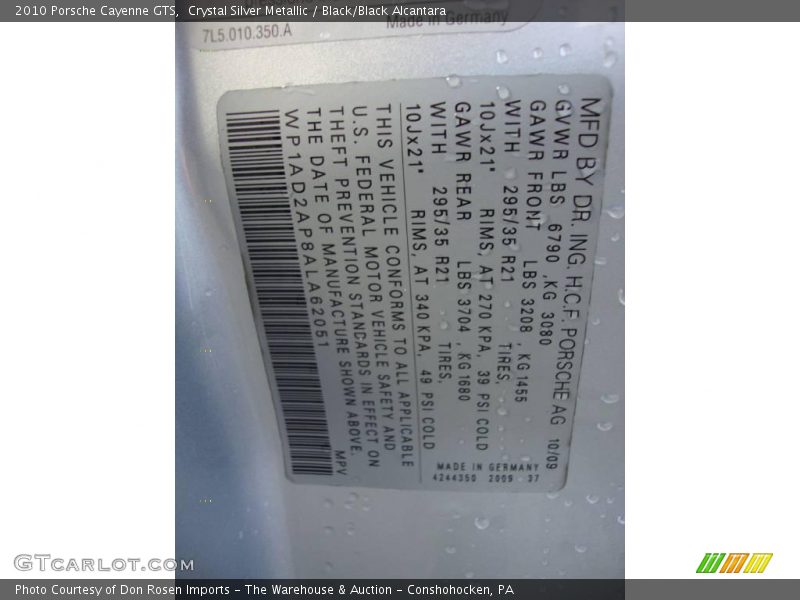 2010 Porsche Cayenne GTS,  Crystal Silver Metallic / Black/Black Alcantara
7L5.010.350.A
Made in Germany
MFD BY DR. ING. H.C.F. PORSCHE AG 10/09
GVWR LBS 6790 ,KG 3080
GAWR FRONT LBS 3208 , KG 1455
WITH 295/35 R21 TIRES,
10Jx21" RIMS, AT 270 KPA, 39 PSI COLD
GAWR REAR LBS 3704 , KG 1680
WITH 295/35 R21 TIRES,
10Jx21" RIMS, AT 340 KPA, 49 PSI COLD
THIS VEHICLE CONFORMS TO ALL APPLICABLE
U.S. FEDERAL MOTOR VEHICLE SAFETY AND
THEFT PREVENTION STANDARDS IN EFFECT ON
THE DATE OF MANUFACTURE SHOWN ABOVE.
WP1AD2AP8ALA62051 MPV
MADE IN GERMANY
4244350 2009 37
GTCARLOT.COM
Photo Courtesy of Don Rosen Imports - The Warehouse & Auction - Conshohocken, PA